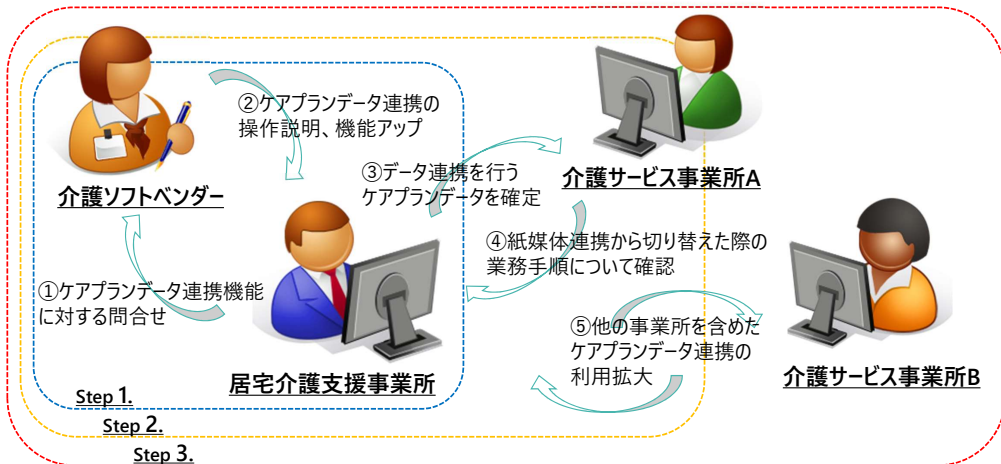 ②ケアプランデータ連携の
操作説明、機能アップ
介護ソフトベンダー
③データ連携を行う
ケアプランデータを確定
介護サービス事業所A
④紙媒体連携から切り替えた際の
業務手順について確認
①ケアプランデータ連携機能
に対する問合せ
⑤他の事業所を含めた
ケアプランデータ連携の
利用拡大
居宅介護支援事業所
介護サービス事業所B
Step 1.
Step 2.
Step 3.